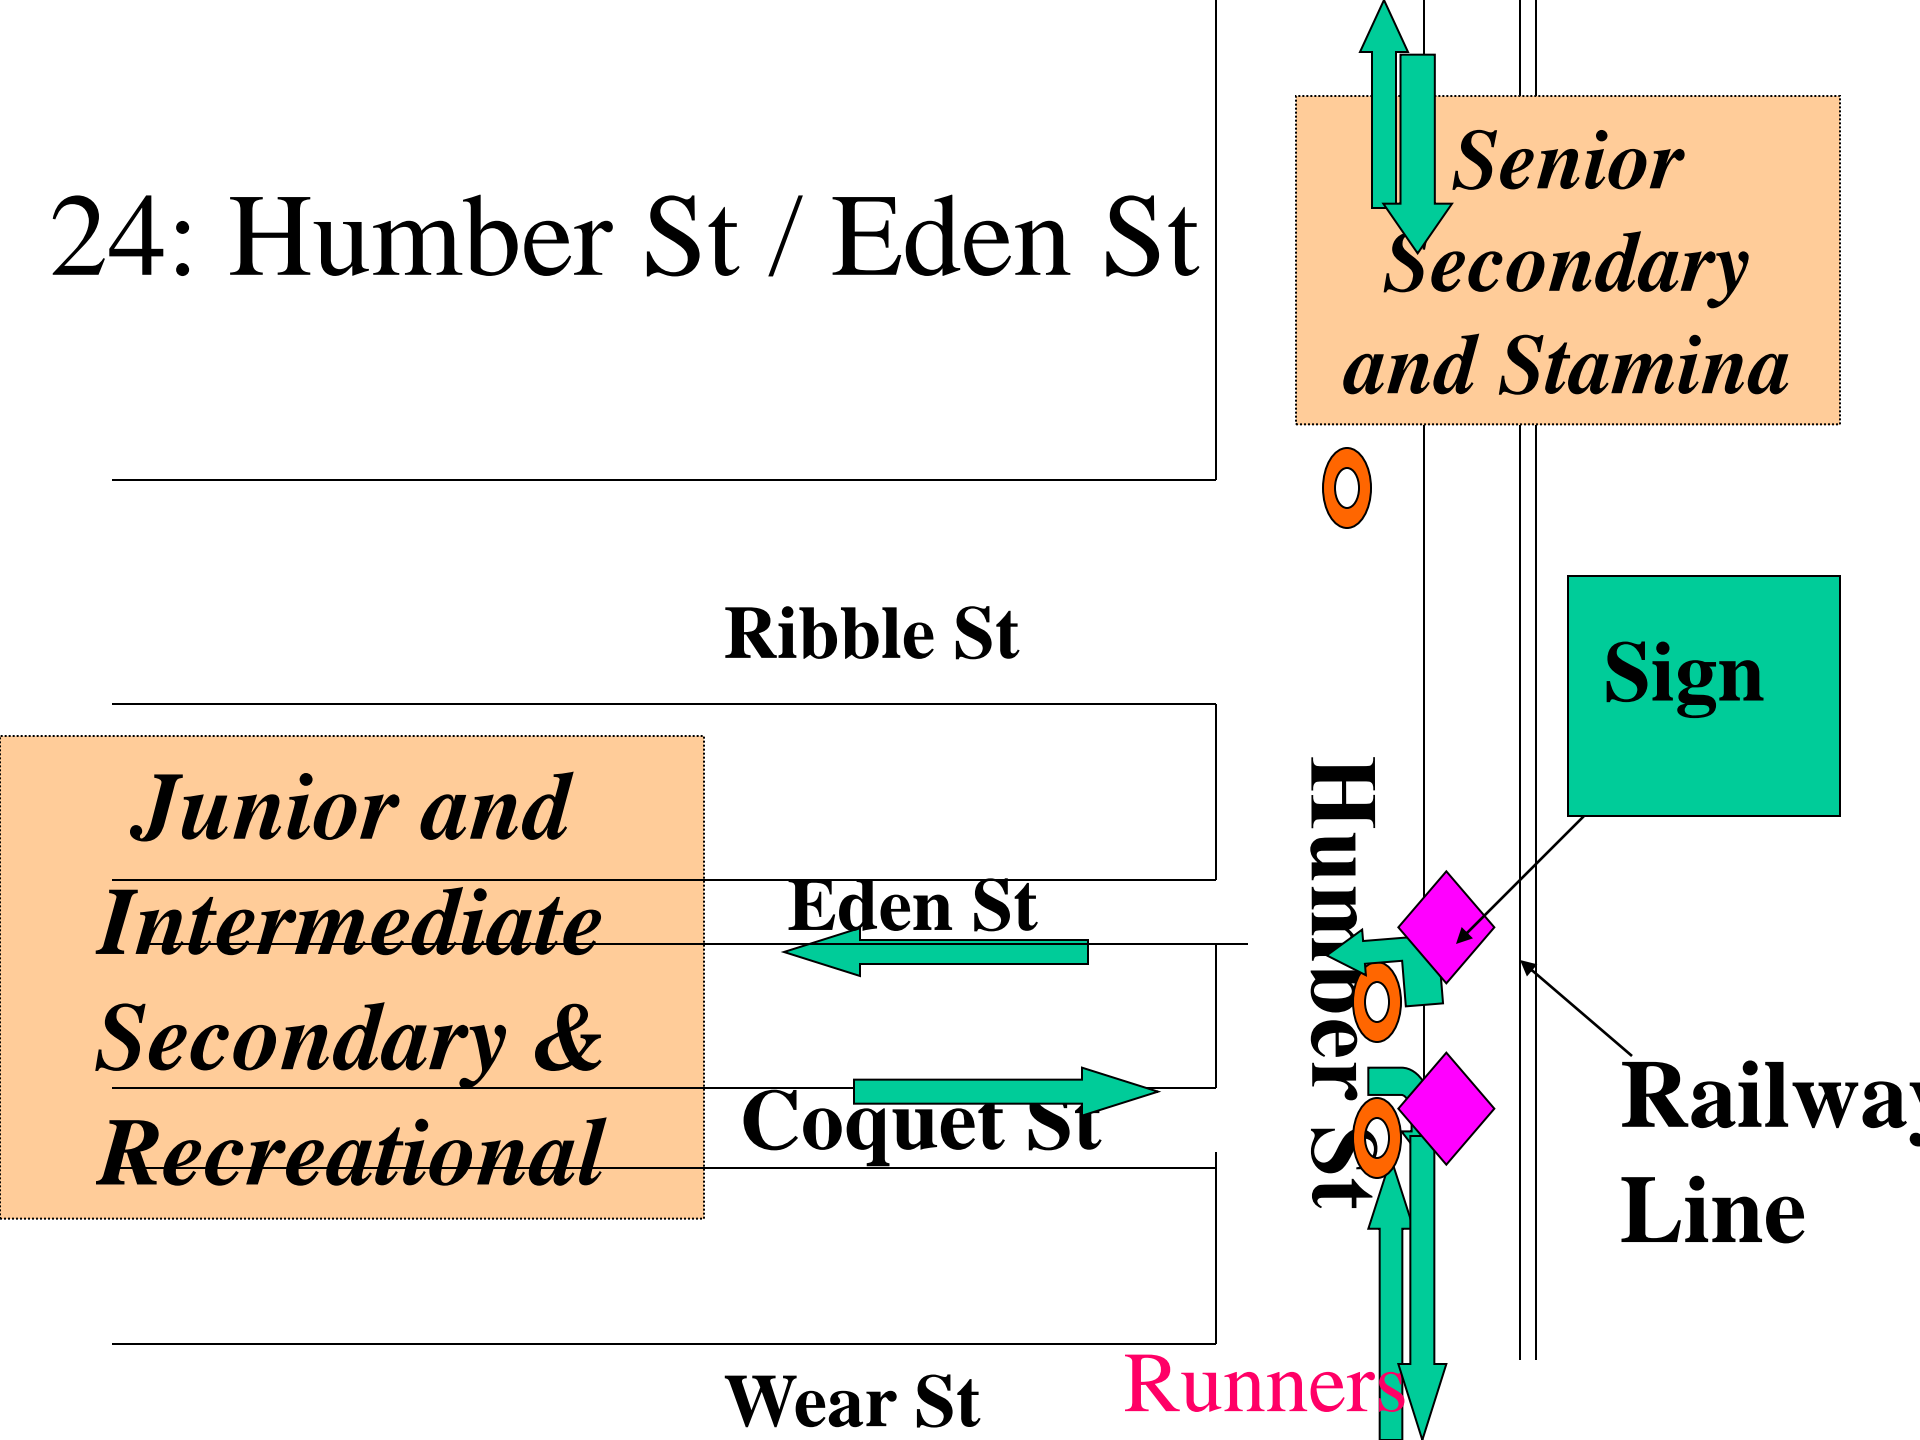 24: Humber St / Eden St
Senior
Secondary
and Stamina
Ribble St
Sign
Junior and
Intermediate
Secondary &
Recreational
Eden St
Humber St
Coquet St
Railway
Line
Wear St
Runners